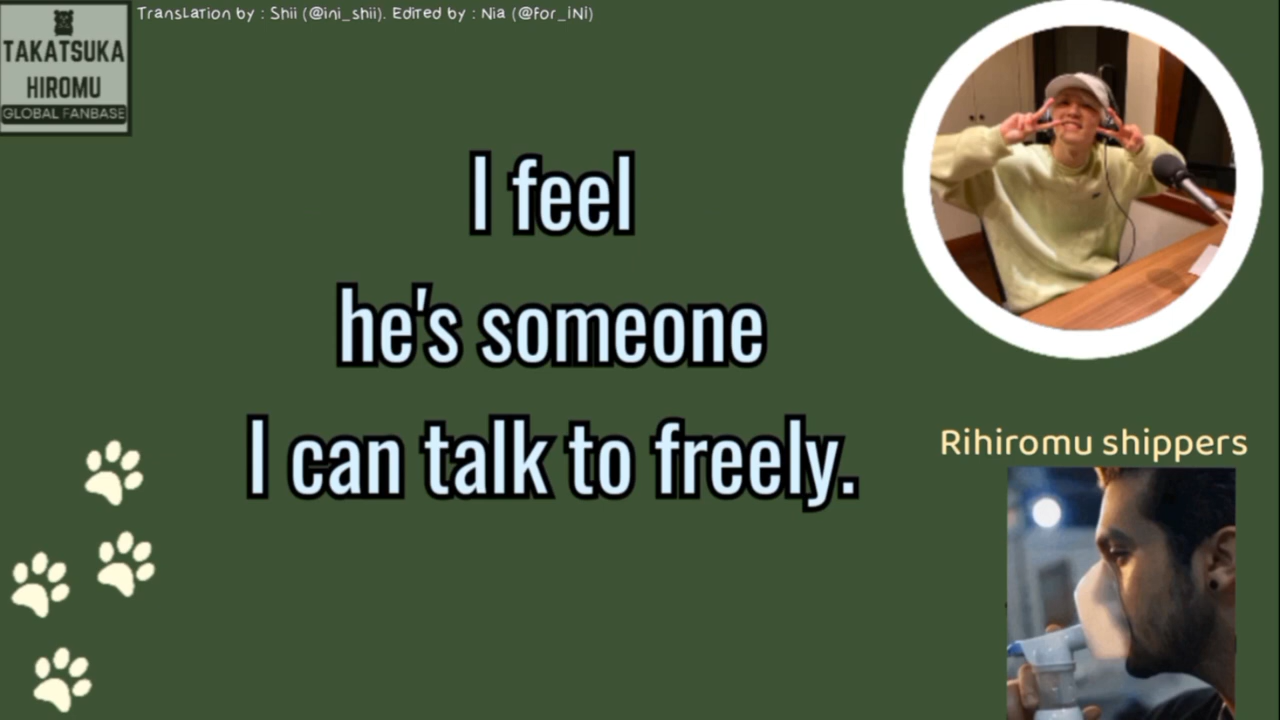 Translation by : Shii (@ini_shii). Edited by : Nia (@for_iNi)
TAKATSUKA
HIROMU
GLOBAL FANBASE
I feel
he's someone
I can talk to freely.
Rihiromu shippers